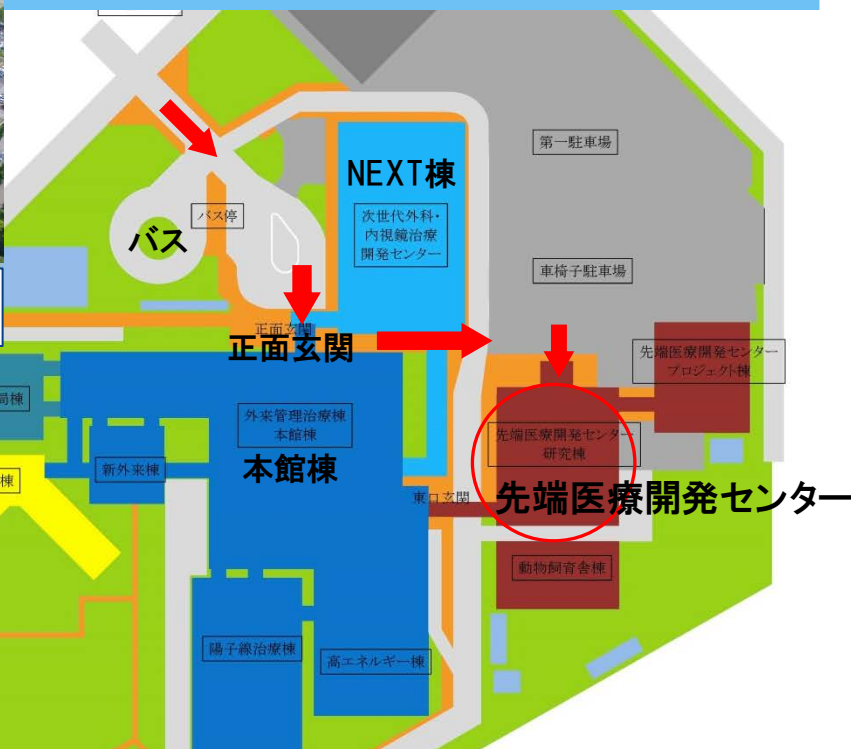 第一駐車場
NEXT棟
次世代外科・
内視鏡治療
開発センター
バス停
バス
車椅子駐車場
正面玄関
正面玄関
先端医療開発センター
プロジェクト棟
局棟
外来管理治療棟
本館棟
本館棟
新外来棟
棟
先端医療開発センター
研究棟
先端医療開発センター
東口玄関
動物飼育舎棟
陽子線治療棟
高エネルギー棟